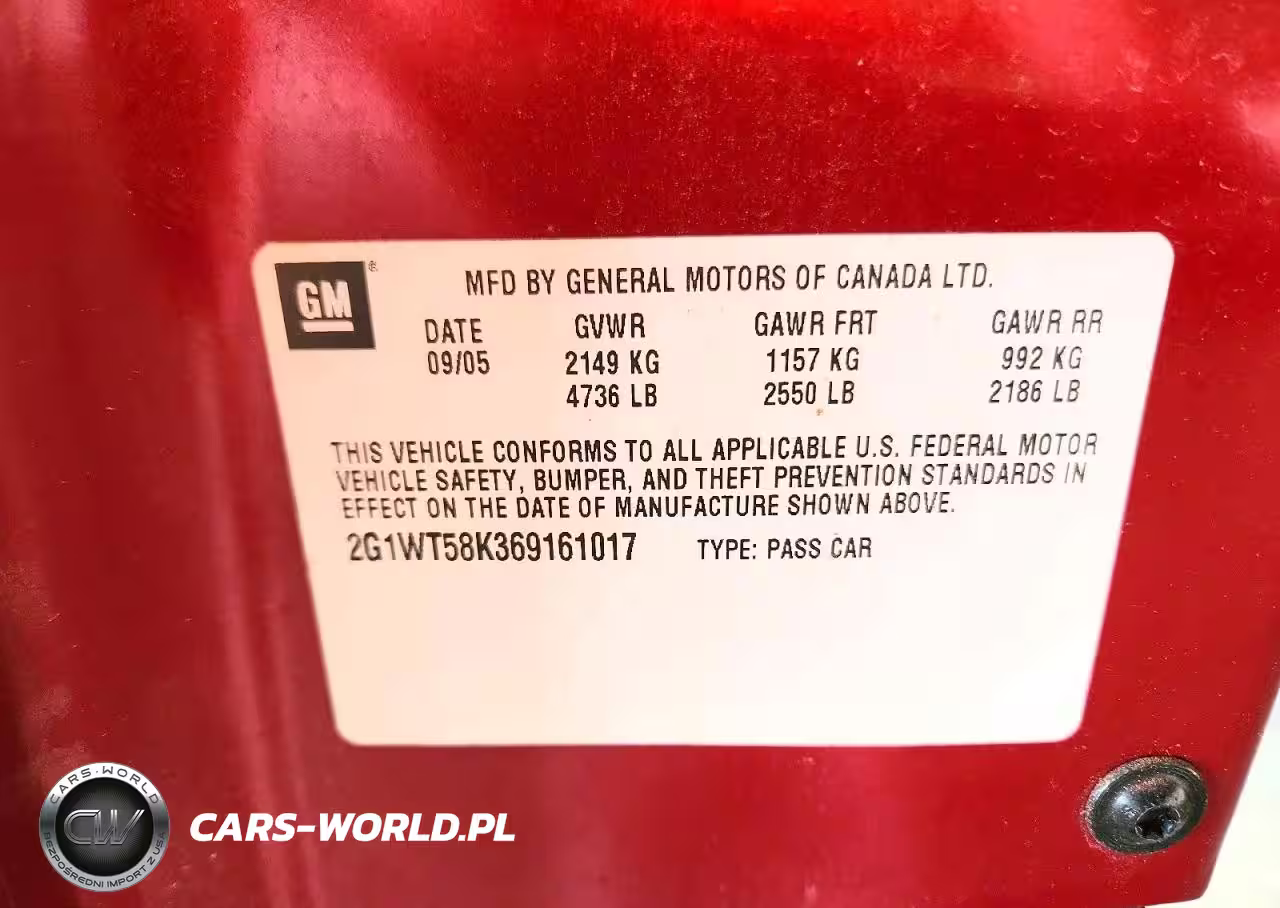 GM ®
MFD BY GENERAL MOTORS OF CANADA LTD.
DATE GVWR GAWR FRT GAWR RR
09/05 2149 KG 1157 KG 992 KG
4736 LB 2550 LB 2186 LB
THIS VEHICLE CONFORMS TO ALL APPLICABLE U.S. FEDERAL MOTOR
VEHICLE SAFETY, BUMPER, AND THEFT PREVENTION STANDARDS IN
EFFECT ON THE DATE OF MANUFACTURE SHOWN ABOVE.
2G1WT58K369161017 TYPE: PASS CAR
CARS-WORLD
CW
BEZPOŚREDNI IMPORT Z USA
CARS-WORLD.PL